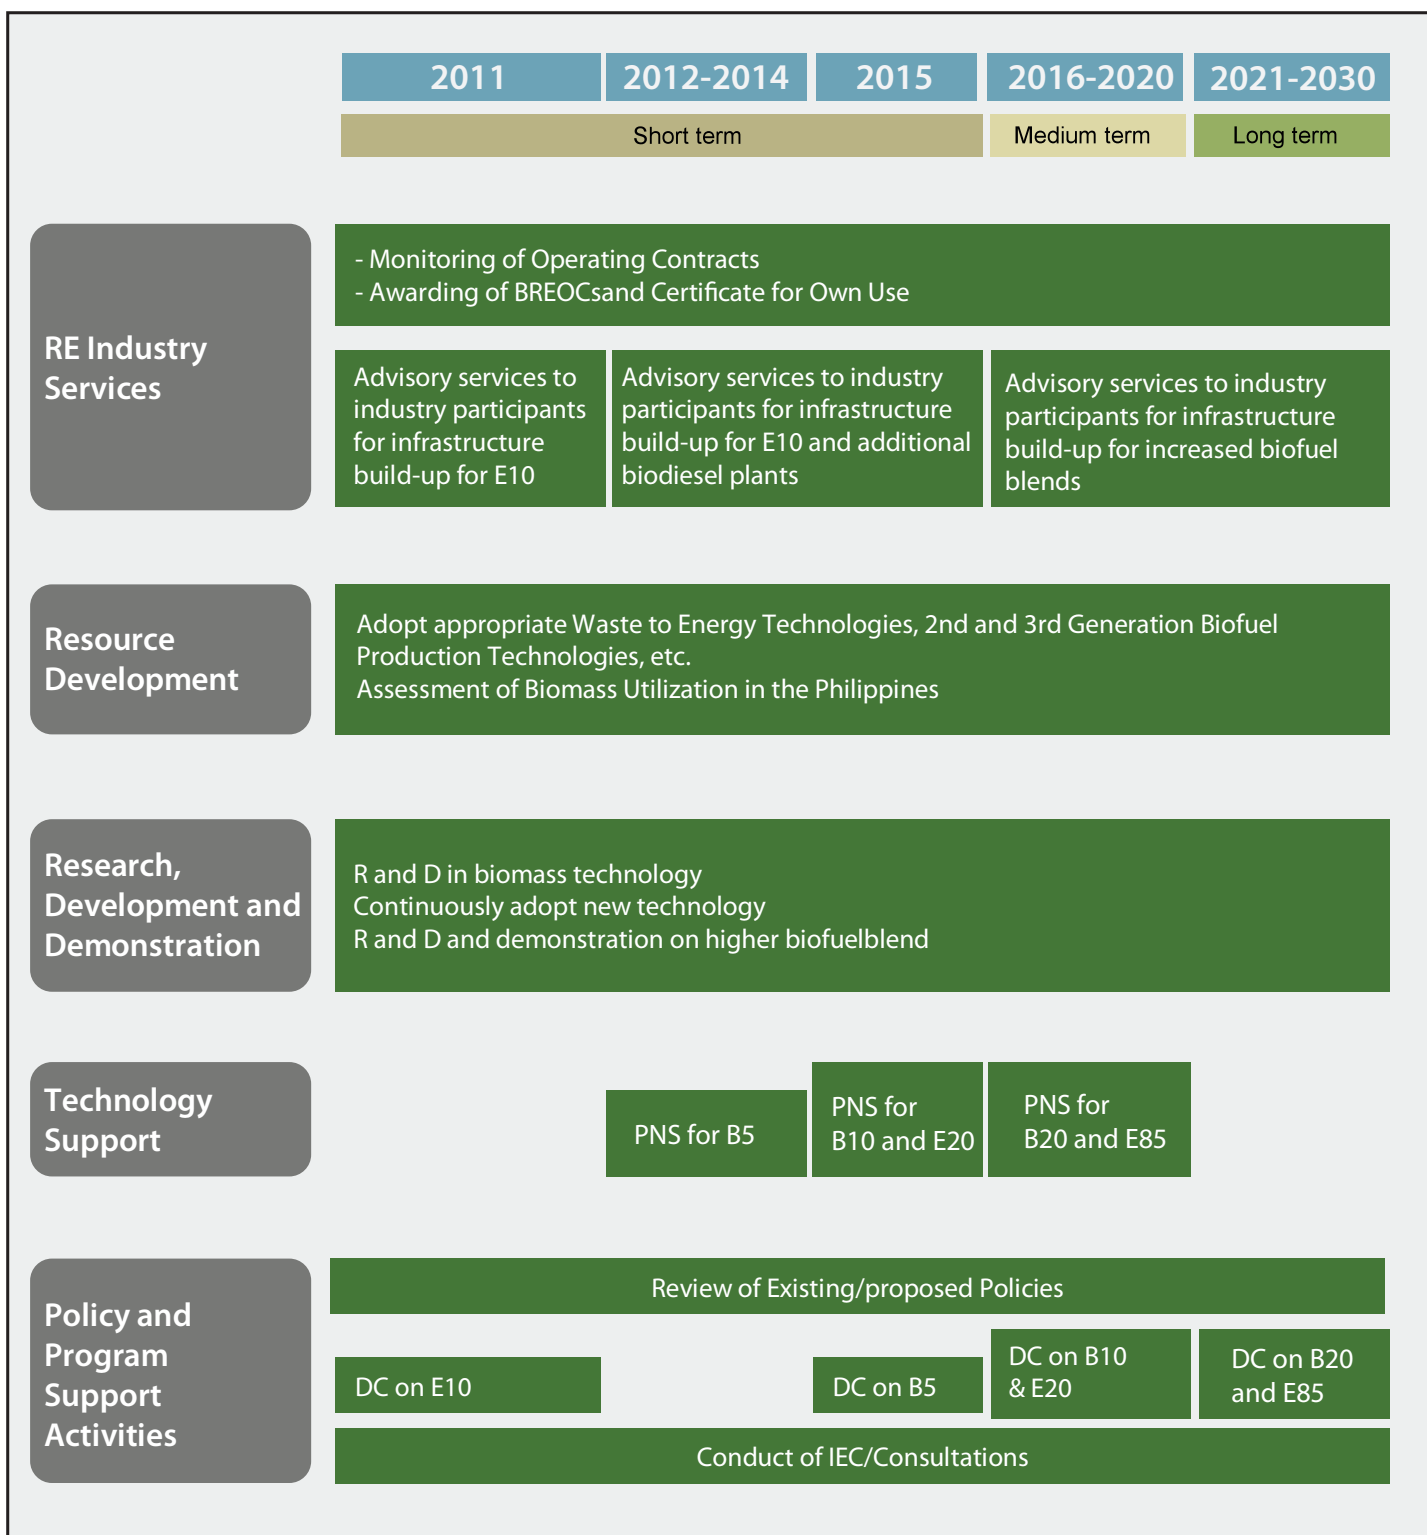 2011
2012-2014
2015
2016-2020
2021-2030
Short term
Medium term
Long term
RE Industry
Services
- Monitoring of Operating Contracts
- Awarding of BREOCsand Certificate for Own Use
Advisory services to
industry participants
for infrastructure
build-up for E10
Advisory services to industry
participants for infrastructure
build-up for E10 and additional
biodiesel plants
Advisory services to industry
participants for infrastructure
build-up for increased biofuel
blends
Resource
Development
Adopt appropriate Waste to Energy Technologies, 2nd and 3rd Generation Biofuel
Production Technologies, etc.
Assessment of Biomass Utilization in the Philippines
Research,
Development and
Demonstration
R and D in biomass technology
Continuously adopt new technology
R and D and demonstration on higher biofuelblend
Technology
Support
PNS for B5
PNS for
B10 and E20
PNS for
B20 and E85
Policy and
Program
Support
Activities
Review of Existing/proposed Policies
DC on E10
DC on B5
DC on B10
& E20
DC on B20
and E85
Conduct of IEC/Consultations